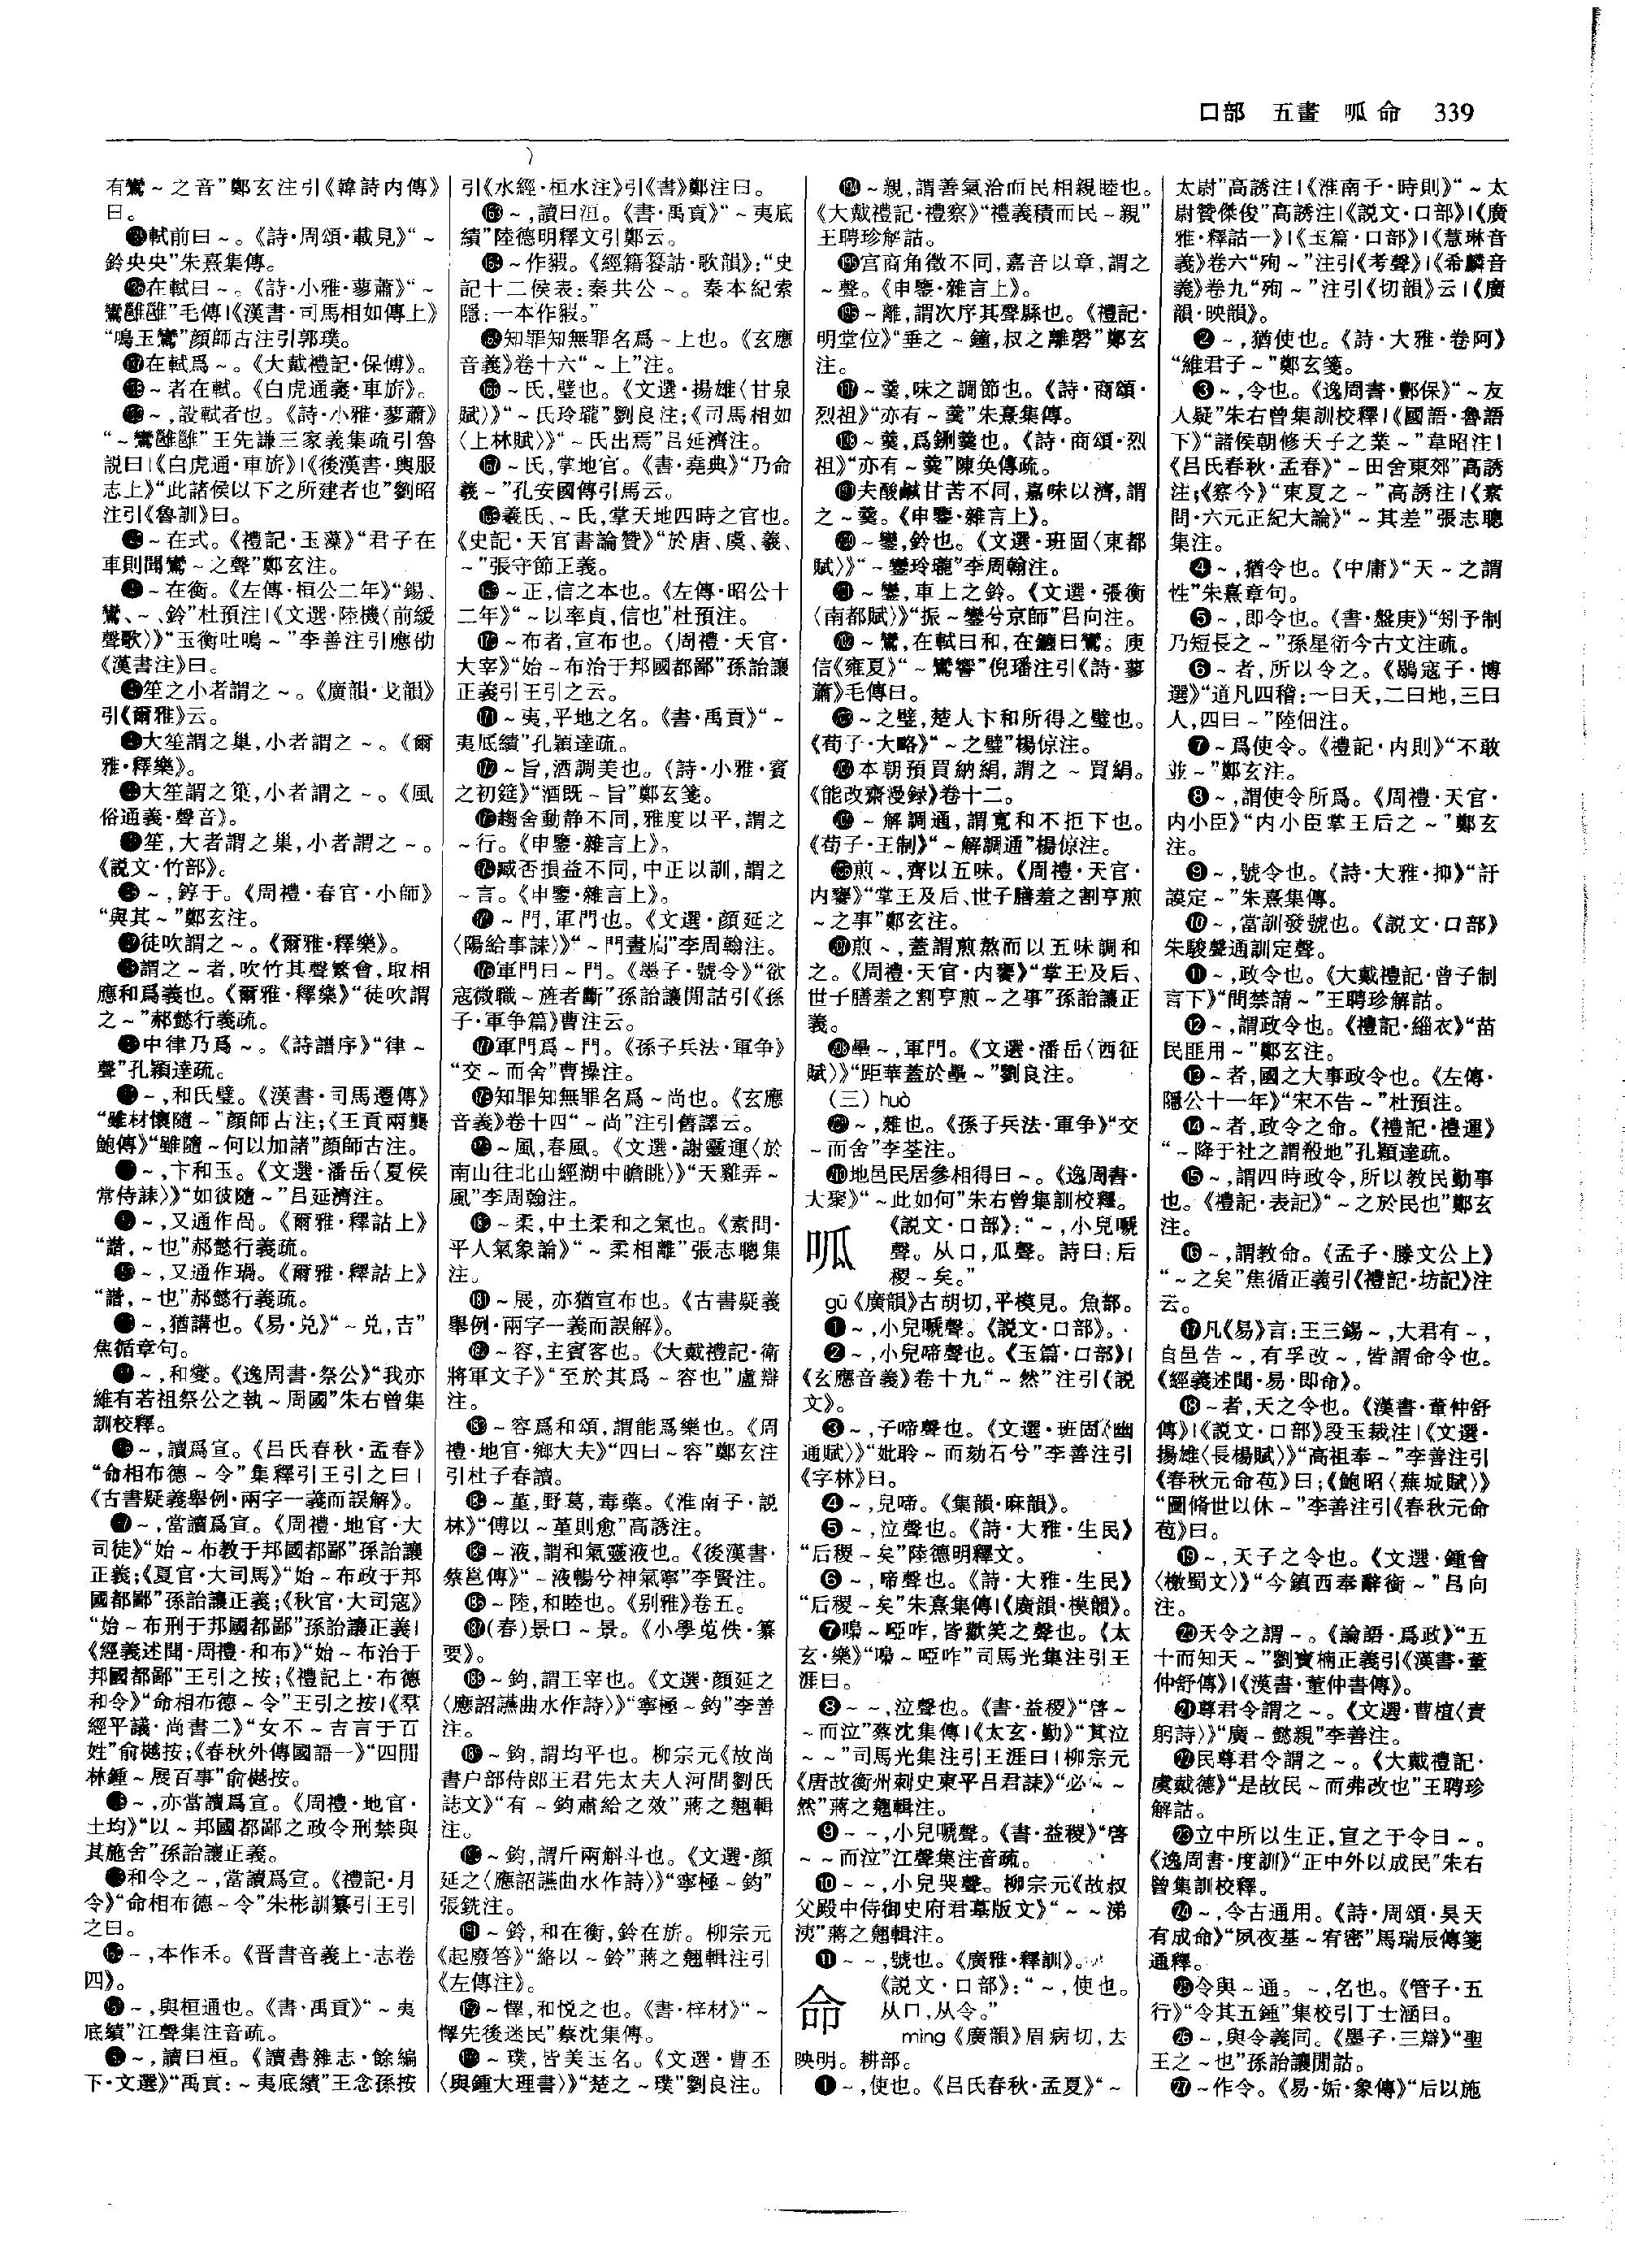 口部 五畫 呱命 339
有鸞～之音”鄭玄注引《韓詩内傳》
曰。
軾前曰～。《詩·周頌·載見》“～
鈴央央”朱熹集傳。
在軾曰～。《詩·小雅·蓼蕭》“～
鸞雝雝”毛傳|《漢書·司馬相如傳上》
“鳴玉鸞”顔師古注引郭璞。
在軾爲～。《大戴禮記·保傅》。
～者在軾。《白虎通義·車旂》。
～,設軾者也。《詩·小雅·蓼蕭》
“～鸞雝雝”王先謙三家義集疏引魯
説曰|《白虎通·車旂》|《後漢書·輿服
志上》“此諸侯以下之所建者也”劉昭
注引《魯訓》曰。
～在式。《禮記·玉藻》“君子在
車則聞鸞～之聲”鄭玄注。
～在衡。《左傳·桓公二年》“鍚、
鸞、～、鈴”杜預注|《文選·陸機〈前緩
聲歌〉》“玉衡吐鳴～”李善注引應劭
《漢書注》曰。
笙之小者謂之～。《廣韻·戈韻》
引《爾雅》云。
大笙謂之巢,小者謂之～。《爾
雅·釋樂》。
大笙謂之筞,小者謂之～。《風
俗通義·聲音》。
笙,大者謂之巢,小者謂之～。
《説文·竹部》。
～,錞于。《周禮·春官·小師》
“與其～”鄭玄注。
徒吹謂之～。《爾雅·釋樂》。
謂之～者,吹竹其聲繁會,取相
應和爲義也。《爾雅·釋樂》“徒吹謂
之～”郝懿行義疏。
中律乃爲～。《詩譜序》“律～
聲”孔穎達疏。
～,和氏璧。《漢書·司馬遷傳》
“雖材懷隨～”顔師古注;《王貢兩龔
鮑傳》“雖隨～何以加諸”顔師古注。
～,卞和玉。《文選·潘岳〈夏侯
常侍誄〉》“如彼隨～”吕延濟注。
～,又通作咼。《爾雅·釋詁上》
“諧,～也”郝懿行義疏。
～,又通作瑀。《爾雅·釋詁上》
“諧,～也”郝懿行義疏。
～,猶講也。《易·兑》“～兑,吉”
焦循章句。
～,和燮。《逸周書·祭公》“我亦
維有若祖祭公之執～周國”朱右曾集
訓校釋。
～,讀爲宣。《吕氏春秋·孟春》
“命相布德～令”集釋引王引之曰|
《古書疑義舉例·兩字一義而誤解》。
～,當讀爲宣。《周禮·地官·大
司徒》“始～布教于邦國都鄙”孫詒讓
正義;《夏官·大司馬》“始～布政于邦
國都鄙”孫詒讓正義;《秋官·大司寇》
“始～布刑于邦國都鄙”孫詒讓正義|
《經義述聞·周禮·和布》“始～布治于
邦國都鄙”王引之按;《禮記上·布德
和令》“命相布德～令”王引之按|《羣
經平議·尚書二》“女不～吉言于百
姓”俞樾按;《春秋外傳國語一》“四間
林鍾～展百事”俞樾按。
～,亦當讀爲宣。《周禮·地官·
土均》“以～邦國都鄙之政令刑禁與
其施舍”孫詒讓正義。
和令之～,當讀爲宣。《禮記·月
令》“命相布德～令”朱彬訓纂引王引
之曰。
～,本作禾。《晋書音義上·志卷
四》。
～,與桓通也。《書·禹貢》“～夷
底績”江聲集注音疏。
～,讀曰桓。《讀書雜志·餘編
下·文選》“禹貢:～夷底績”王念孫按
引《水經·桓水注》引《書》鄭注曰。
163～,讀曰洹。《書·禹貢》“～夷底
績”陸德明釋文引鄭云。
164～作猳。《經籍籑詁·歌韻》:“史
記十二侯表:秦共公～。秦本紀索
隱:一本作猳。”
165知罪知無罪名爲～上也。《玄應
音義》卷十六“～上”注。
166～氏,璧也。《文選·揚雄〈甘泉
賦〉》“～氏玲瓏”劉良注;《司馬相如
〈上林賦〉》“～氏出焉”吕延濟注。
167～氏,掌地官。《書·堯典》“乃命
羲～”孔安國傳引馬云。
168羲氏、～氏,掌天地四時之官也。
《史記·天官書論贊》“於唐、虞、羲、
～”張守節正義。
169～正,信之本也。《左傳·昭公十
二年》“～以率貞,信也”杜預注。
170～布者,宣布也。《周禮·天官·
大宰》“始～布治于邦國都鄙”孫詒讓
正義引王引之云。
171～夷,平地之名。《書·禹貢》“～
夷厎績”孔穎達疏。
172～旨,酒調美也。《詩·小雅·賓
之初筵》“酒既～旨”鄭玄箋。
173趨舍動静不同,雅度以平,謂之
～行。《申鑒·雜言上》。
174臧否損益不同,中正以訓,謂之
～言。《申鑒·雜言上》。
175～門,軍門也。《文選·顔延之
〈陽給事誄〉》“～門晝扃”李周翰注。
176軍門曰～門。《墨子·號令》“欲
寇微職～旌者斷”孫詒讓閒詁引《孫
子·軍争篇》曹注云。
177軍門爲～門。《孫子兵法·軍争》
“交～而舍”曹操注。
178知罪知無罪名爲～尚也。《玄應
音義》卷十四“～尚”注引舊譯云。
179～風,春風。《文選·謝靈運〈於
南山往北山經湖中瞻眺〉》“天雞弄～
風”李周翰注。
180～柔,中土柔和之氣也。《素問·
平人氣象論》“～柔相離”張志聰集
注。
181～展,亦猶宣布也。《古書疑義
舉例·兩字一義而誤解》。
182～容,主賓客也。《大戴禮記·衛
將軍文子》“至於其爲～容也”盧辯
注。
183～容爲和頌,謂能爲樂也。《周
禮·地官·鄉大夫》“四曰～容”鄭玄注
引杜子春讀。
184～堇,野葛,毒藥。《淮南子·説
林》“傅以～堇則愈”高誘注。
185～液,謂和氣靈液也。《後漢書·
蔡邕傳》“～液暢兮神氣寧”李賢注。
186～陸,和睦也。《别雅》卷五。
187(春)景曰～景。《小學蒐佚·纂
要》。
188～鈞,謂工宰也。《文選·顔延之
〈應詔讌曲水作詩〉》“寧極～鈞”李善
注。
189～鈞,謂均平也。柳宗元《故尚
書户部侍郎王君先太夫人河間劉氏
誌文》“有～鈞肅給之效”蔣之翹輯
注。
190～鈞,謂斤兩斛斗也。《文選·顔
延之〈應詔讌曲水作詩〉》“寧極～鈞”
張銑注。
191～鈴,和在衡,鈴在旂。柳宗元
《起廢答》“絡以～鈴”蔣之翹輯注引
《左傳注》。
192～懌,和悦之也。《書·梓材》“～
懌先後迷民”蔡沈集傳。
193～璞,皆美玉名。《文選·曹丕
〈與鍾大理書〉》“楚之～璞”劉良注。
194～親,謂善氣洽而民相親睦也。
《大戴禮記·禮察》“禮義積而民～親”
王聘珍解詁。
195宫商角徵不同,嘉音以章,謂之
～聲。《申鑒·雜言上》。
196～離,謂次序其聲縣也。《禮記·
明堂位》“垂之～鐘,叔之離磬”鄭玄
注。
197～羹,味之調節也。《詩·商頌·
烈祖》“亦有～羹”朱熹集傳。
198～羹,爲鉶羹也。《詩·商頌·烈
祖》“亦有～羹”陳奂傳疏。
199夫酸鹹甘苦不同,嘉味以濟,謂
之～羹。《申鑒·雜言上》。
200～鑾,鈴也。《文選·班固〈東都
賦〉》“～鑾玲瓏”李周翰注。
201～鑾,車上之鈴。《文選·張衡
〈南都賦〉》“振～鑾兮京師”吕向注。
202～鸞,在軾曰和,在鑣曰鸞。庾
信《雍夏》“～鸞響”倪璠注引《詩·蓼
蕭》毛傳曰。
203～之璧,楚人卞和所得之璧也。
《荀子·大略》“～之璧”楊倞注。
204本朝預買納絹,謂之～買絹。
《能改齋漫録》卷十二。
205～解調通,謂寬和不拒下也。
《荀子·王制》“～解調通”楊倞注。
206煎～,齊以五味。《周禮·天官·
内饔》“掌王及后、世子膳羞之割亨煎
～之事”鄭玄注。
207煎～,蓋謂煎熬而以五味調和
之。《周禮·天官·内饔》“掌王及后、
世子膳羞之割亨煎～之事”孫詒讓正
義。
208壘～,軍門。《文選·潘岳〈西征
賦〉》“距華蓋於壘～”劉良注。
(三) huò
209～,雜也。《孫子兵法·軍争》“交
～而舍”李荃注。
210地邑民居參相得曰～。《逸周書·
大聚》“～此如何”朱右曾集訓校釋。
呱 《説文·口部》:“～,小兒嗁
聲。从口,瓜聲。詩曰:后
稷～矣。”
gū《廣韻》古胡切,平模見。魚部。
❶～,小兒嗁聲。《説文·口部》。
❷～,小兒啼聲也。《玉篇·口部》|
《玄應音義》卷十九“～然”注引《説
文》。
❸～,子啼聲也。《文選·班固〈幽
通賦〉》“妣聆～而劾石兮”李善注引
《字林》曰。
❹～,兒啼。《集韻·麻韻》。
❺～,泣聲也。《詩·大雅·生民》
“后稷～矣”陸德明釋文。
❻～,啼聲也。《詩·大雅·生民》
“后稷～矣”朱熹集傳|《廣韻·模韻》。
❼嗚～啞咋,皆歡笑之聲也。《太
玄·樂》“嗚～啞咋”司馬光集注引王
涯曰。
❽～～,泣聲也。《書·益稷》“啓～
～而泣”蔡沈集傳|《太玄·勤》“其泣
～～”司馬光集注引王涯曰|柳宗元
《唐故衡州刺史東平吕君誄》“必～～
然”蔣之翹輯注。
❾～～,小兒嗁聲。《書·益稷》“啓
～～而泣”江聲集注音疏。
❿～～,小兒哭聲。柳宗元《故叔
父殿中侍御史府君墓版文》“～～涕
洟”蔣之翹輯注。
⓫～～,號也。《廣雅·釋訓》。
命 《説文·口部》:“～,使也。
从口,从令。”
mìng《廣韻》眉病切,去
映明。耕部。
❶～,使也。《吕氏春秋·孟夏》“～
太尉”高誘注|《淮南子·時則》“～太
尉贊傑俊”高誘注|《説文·口部》|《廣
雅·釋詁一》|《玉篇·口部》|《慧琳音
義》卷六“殉～”注引《考聲》|《希麟音
義》卷九“殉～”注引《切韻》云|《廣
韻·映韻》。
❷～,猶使也。《詩·大雅·卷阿》
“維君子～”鄭玄箋。
❸～,令也。《逸周書·酆保》“～友
人疑”朱右曾集訓校釋|《國語·魯語
下》“諸侯朝修天子之業～”韋昭注|
《吕氏春秋·孟春》“～田舍東郊”高誘
注;《察今》“東夏之～”高誘注|《素
問·六元正紀大論》“～其差”張志聰
集注。
❹～,猶令也。《中庸》“天～之謂
性”朱熹章句。
❺～,即令也。《書·盤庚》“矧予制
乃短長之～”孫星衍今古文注疏。
❻～者,所以令之。《鶡冠子·博
選》“道凡四稽:一曰天,二曰地,三曰
人,四曰～”陸佃注。
❼～爲使令。《禮記·内則》“不敢
並～”鄭玄注。
❽～,謂使令所爲。《周禮·天官·
内小臣》“内小臣掌王后之～”鄭玄
注。
❾～,號令也。《詩·大雅·抑》“訏
謨定～”朱熹集傳。
❿～,當訓發號也。《説文·口部》
朱駿聲通訓定聲。
⓫～,政令也。《大戴禮記·曾子制
言下》“問禁請～”王聘珍解詁。
⓬～,謂政令也。《禮記·緇衣》“苗
民匪用～”鄭玄注。
⓭～者,國之大事政令也。《左傳·
隱公十一年》“宋不告～”杜預注。
⓮～者,政令之命。《禮記·禮運》
“～降于社之謂殽地”孔穎達疏。
⓯～,謂四時政令,所以教民勤事
也。《禮記·表記》“～之於民也”鄭玄
注。
⓰～,謂教命。《孟子·滕文公上》
“～之矣”焦循正義引《禮記·坊記》注
云。
⓱凡《易》言:王三錫～,大君有～,
自邑告～,有孚改～,皆謂命令也。
《經義述聞·易·即命》。
⓲～者,天之令也。《漢書·董仲舒
傳》|《説文·口部》段玉裁注|《文選·
揚雄〈長楊賦〉》“高祖奉～”李善注引
《春秋元命苞》曰;《鮑昭〈蕪城賦〉》
“圖脩世以休～”李善注引《春秋元命
苞》曰。
⓳～,天子之令也。《文選·鍾會
〈檄蜀文〉》“今鎮西奉辭銜～”吕向
注。
⓴天令之謂～。《論語·爲政》“五
十而知天～”劉寳楠正義引《漢書·董
仲舒傳》|《漢書·董仲書傳》。
21尊君令謂之～。《文選·曹植〈責
躬詩〉》“廣～懿親”李善注。
22民尊君令謂之～。《大戴禮記·
虞戴德》“是故民～而弗改也”王聘珍
解詁。
23立中所以生正,宣之于令曰～。
《逸周書·度訓》“正中外以成民”朱右
曾集訓校釋。
24～,令古通用。《詩·周頌·昊天
有成命》“夙夜基～宥密”馬瑞辰傳箋
通釋。
25令與～通。～,名也。《管子·五
行》“令其五鍾”集校引丁士涵曰。
26～,與令義同。《墨子·三辯》“聖
王之～也”孫詒讓閒詁。
27～作令。《易·姤·象傳》“后以施